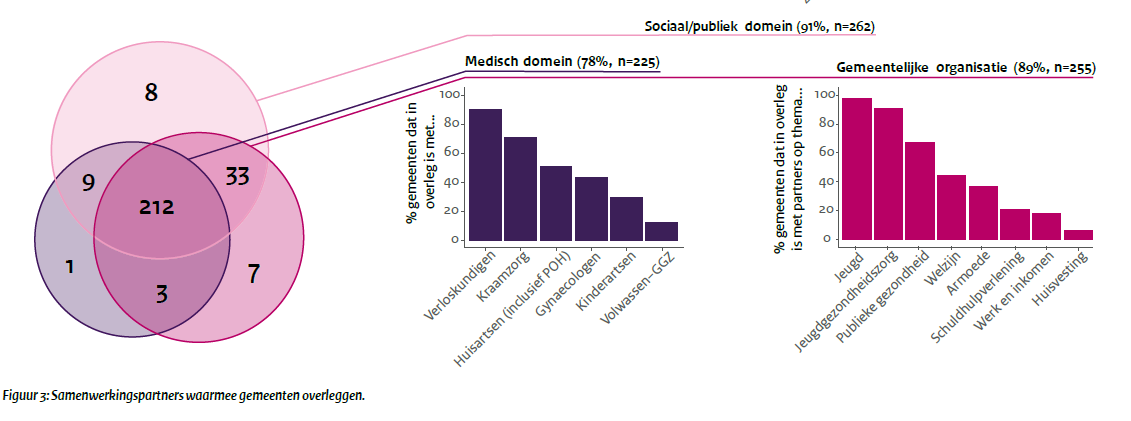 Sociaal/publiek domein (91%, n=262)
Medisch domein (78%, n=225)
Gemeentelijke organisatie (89%, n=255)
8
9
33
212
1
3
7
% gemeenten dat in
overleg is met...
100
80
60
40
20
0
Verloskundigen
Kraamzorg
Huisartsen (inclusief POH)
Gynaecologen
Kinderartsen
Volwassen-GGZ
% gemeenten dat in overleg
is met partners op thema...
100
80
60
40
20
0
Jeugd
Jeugdgezondheidszorg
Publieke gezondheid
Welzijn
Armoede
Schuldhulpverlening
Werk en inkomen
Huisvesting
Figuur 3: Samenwerkingspartners waarmee gemeenten overleggen.